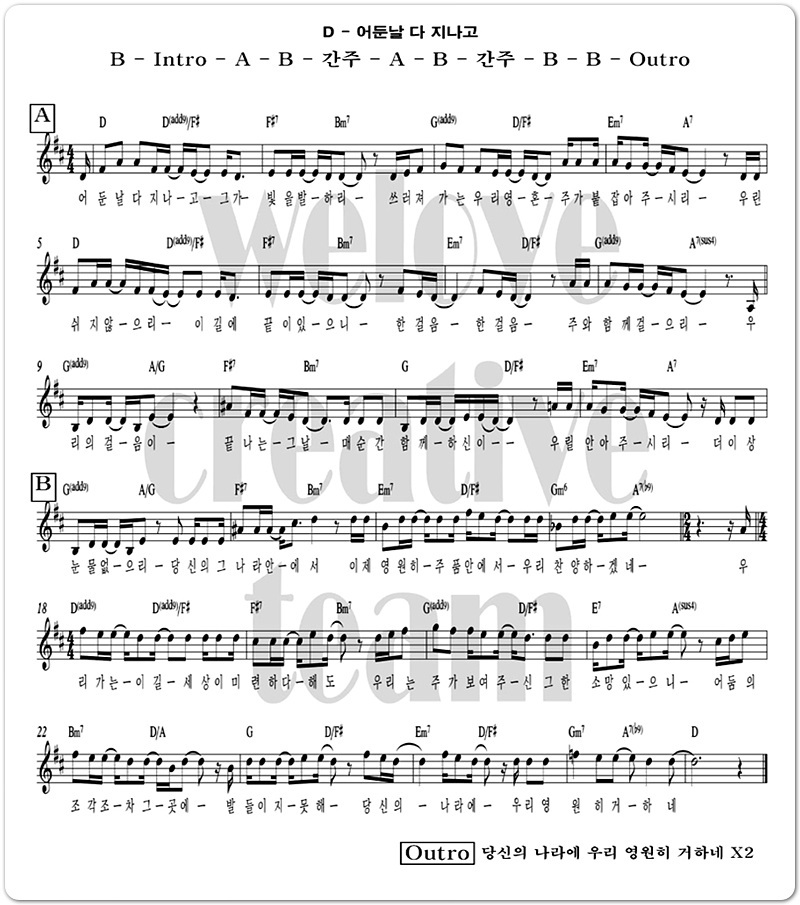 D - 어둔날 다 지나고
B - Intro - A - B - 간주 - A - B - 간주 - B - B - Outro
A
D D(add9)/F# F#7 Bm7 G(add9) D/F# Em7 A7
어 둔 날 다 지 나 - 고 - 그 가 - 빛 을 발 - 하 리 - 쓰 러 져 가 는 우 리 영 - 혼 - 주 가 붙 잡 아 주 - 시 리 - 우 린
5 D D(add9)/F# F#7 Bm7 Em7 D/F# G(add9) A7(sus4)
쉬 지 않 - 으 리 - 이 길 에 끝 이 있 - 으 니 - 한 걸 음 - 한 걸 음 - 주 와 함 께 걸 - 으 리 - 우
9 G(add9) A/G F#7 Bm7 G D/F# Em7 A7
리 의 걸 - 음 이 - 끝 나 는 - 그 날 - 매 순 간 함 께 - 하 신 이 - - 우 릴 안 아 주 - 시 리 - 더 이 상
B
G(add9) A/G F#7 Bm7 Em7 D/F# Gm6 A7(b9)
눈 물 없 - 으 리 - 당 신 의 그 나 라 안 - 에 서 이 제 영 원 히 - 주 품 안 에 서 - 우 리 찬 양 하 - 겠 네 - 우
18 D(add9) D(add9)/F# F#7 Bm7 G(add9) D/F# E7 A(sus4)
리 가 는 - 이 길 - 세 상 이 미 련 하 다 - 해 도 우 리 는 주 가 보 여 주 - 신 그 한 소 망 있 - 으 니 - 어 둠 의
22 Bm7 D/A G D/F# Em7 D/F# Gm7 A7(b9) D
조 각 조 - 차 그 - 곳 에 - 발 들 이 지 - 못 해 - 당 신 의 - 나 라 에 - 우 리 영 원 히 거 - 하 네
Outro 당신의 나라에 우리 영원히 거하네 X2
welove
creative
team